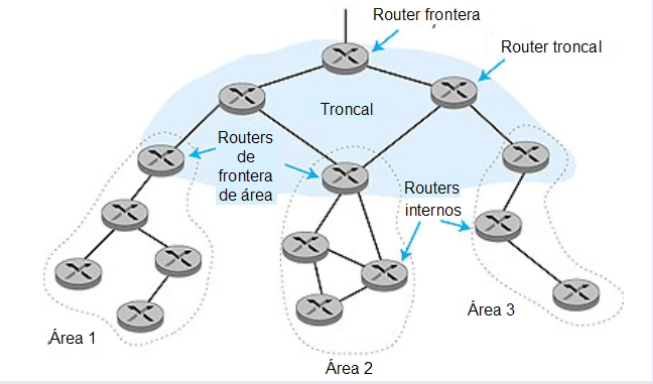 Router frontera
Router troncal
Troncal
Routers
de
frontera
de área
Routers
internos
Área 1
Área 2
Área 3